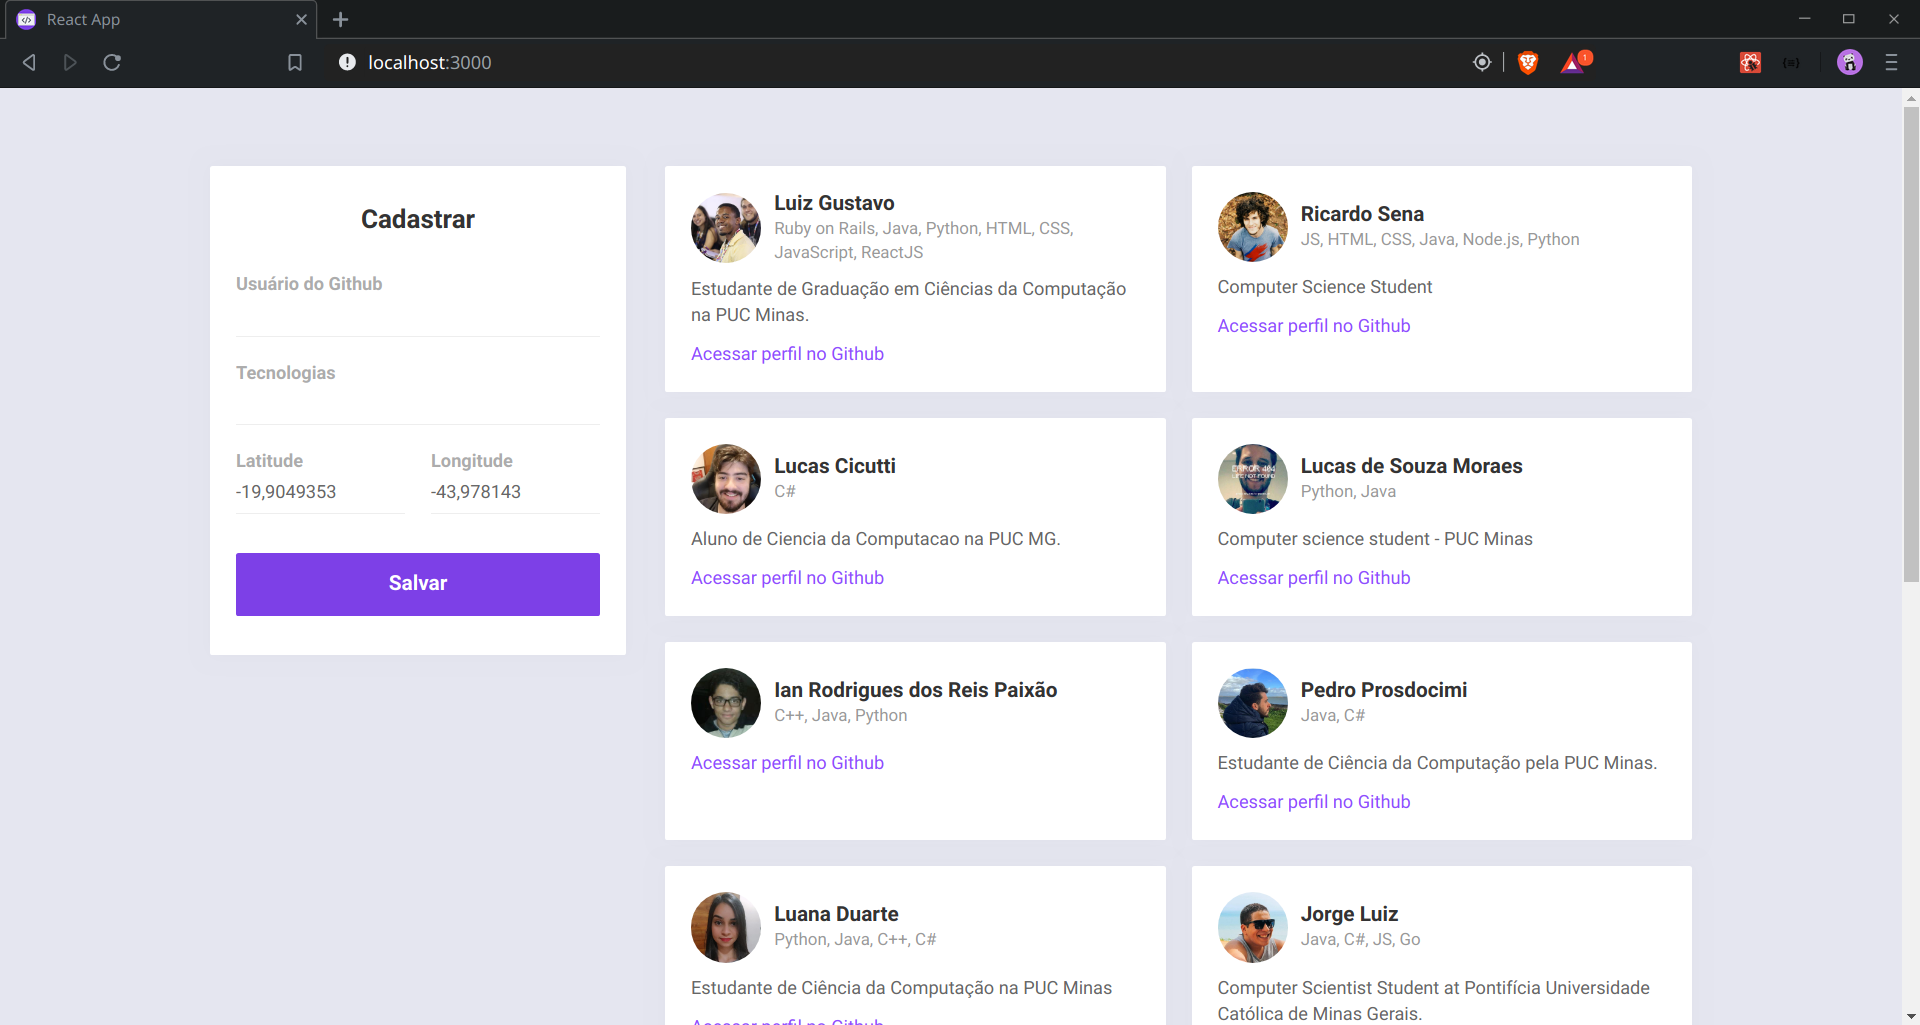 React App
localhost:3000
1
Cadastrar
Usuário do Github
Tecnologias
Latitude
Longitude
-19,9049353
-43,978143
Salvar
Luiz Gustavo
Ruby on Rails, Java, Python, HTML, CSS,
JavaScript, ReactJS
Estudante de Graduação em Ciências da Computação
na PUC Minas.
Acessar perfil no Github
Ricardo Sena
JS, HTML, CSS, Java, Node.js, Python
Computer Science Student
Acessar perfil no Github
Lucas Cicutti
C#
Aluno de Ciencia da Computacao na PUC MG.
Acessar perfil no Github
ERROR 404
Lucas de Souza Moraes
Python, Java
Computer science student - PUC Minas
Acessar perfil no Github
Ian Rodrigues dos Reis Paixão
C++, Java, Python
Acessar perfil no Github
Pedro Prosdocimi
Java, C#
Estudante de Ciência da Computação pela PUC Minas.
Acessar perfil no Github
Luana Duarte
Python, Java, C++, C#
Estudante de Ciência da Computação na PUC Minas
Acessar perfil no Github
Jorge Luiz
Java, C#, JS, Go
Computer Scientist Student at Pontifícia Universidade
Católica de Minas Gerais.